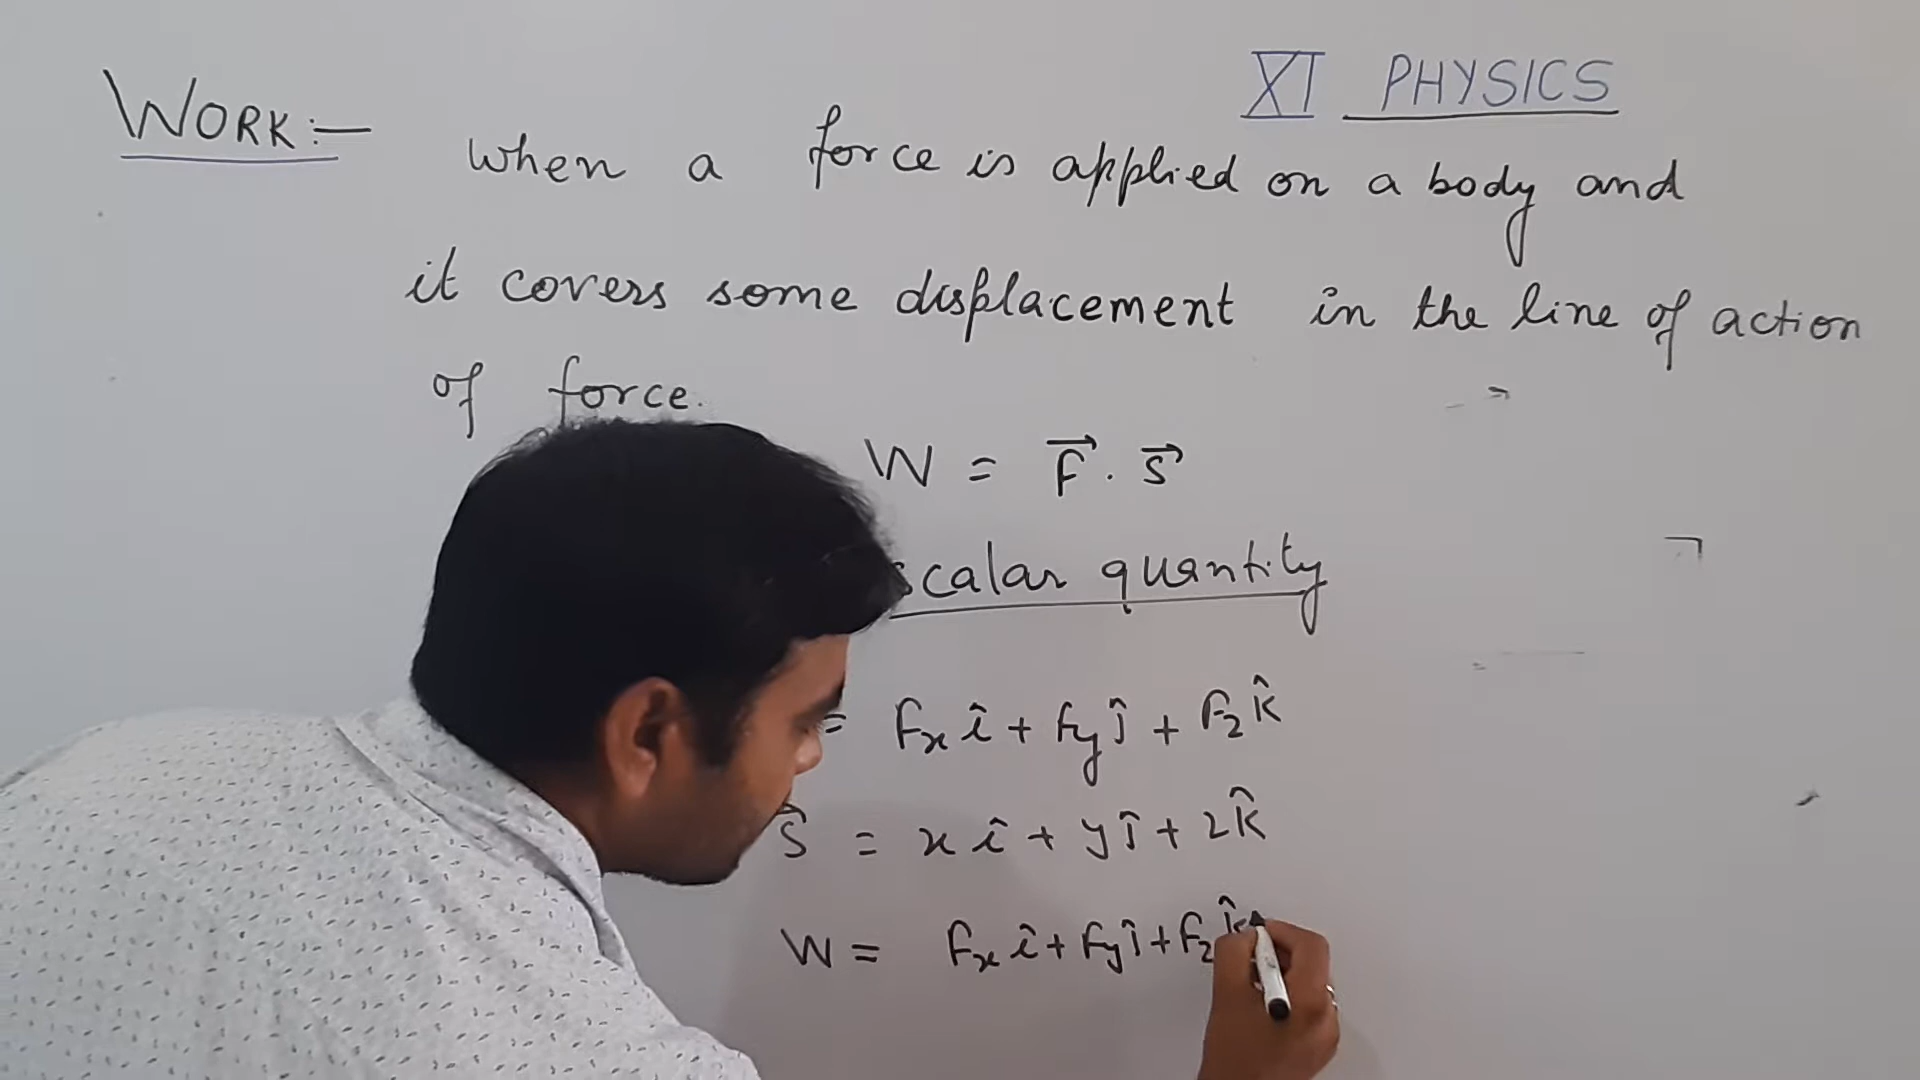 XI PHYSICS
WORK:—
When a force is applied on a body and
it covers some displacement in the line of action
of force.
W = F⃗ . S⃗
scalar quantity
= Fx î + Fy ĵ + Fz k̂
S⃗ = x î + y ĵ + z k̂
W = Fx î + Fy ĵ + Fz k̂